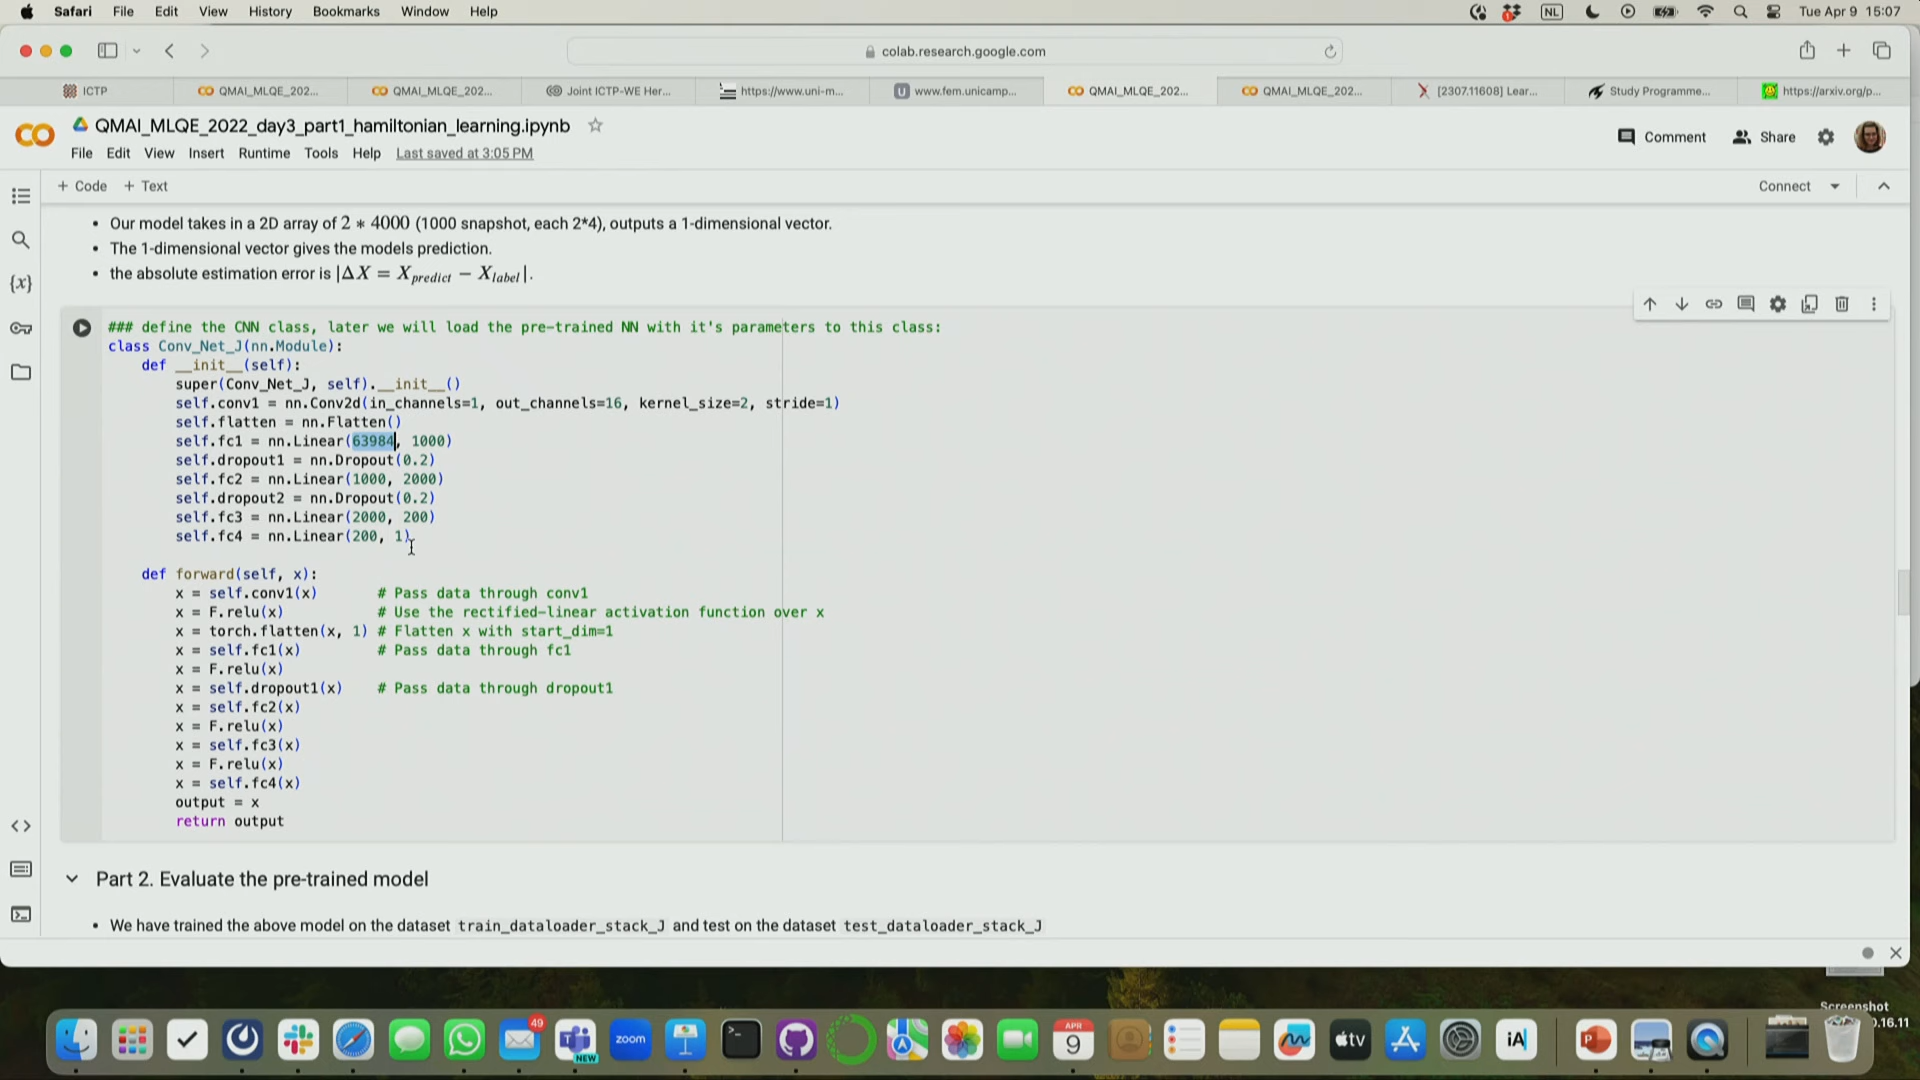 Safari File Edit View History Bookmarks Window Help
NL Tue Apr 9 15:07
colab.research.google.com
ICTP QMAI_MLQE_202... QMAI_MLQE_202... Joint ICTP-WE Her... https://www.uni-m... www.fem.unicamp... QMAI_MLQE_202... QMAI_MLQE_202... [2307.11608] Lear... Study Programme... https://arxiv.org/p...
QMAI_MLQE_2022_day3_part1_hamiltonian_learning.ipynb
Comment Share
File Edit View Insert Runtime Tools Help Last saved at 3:05 PM
+ Code + Text Connect
• Our model takes in a 2D array of 2 ∗ 4000 (1000 snapshot, each 2*4), outputs a 1-dimensional vector.
• The 1-dimensional vector gives the models prediction.
• the absolute estimation error is |ΔX = X_predict − X_label|.
### define the CNN class, later we will load the pre-trained NN with it's parameters to this class:
class Conv_Net_J(nn.Module):
def __init__(self):
super(Conv_Net_J, self).__init__()
self.conv1 = nn.Conv2d(in_channels=1, out_channels=16, kernel_size=2, stride=1)
self.flatten = nn.Flatten()
self.fc1 = nn.Linear(63984, 1000)
self.dropout1 = nn.Dropout(0.2)
self.fc2 = nn.Linear(1000, 2000)
self.dropout2 = nn.Dropout(0.2)
self.fc3 = nn.Linear(2000, 200)
self.fc4 = nn.Linear(200, 1)
def forward(self, x):
x = self.conv1(x) # Pass data through conv1
x = F.relu(x) # Use the rectified-linear activation function over x
x = torch.flatten(x, 1) # Flatten x with start_dim=1
x = self.fc1(x) # Pass data through fc1
x = F.relu(x)
x = self.dropout1(x) # Pass data through dropout1
x = self.fc2(x)
x = F.relu(x)
x = self.fc3(x)
x = F.relu(x)
x = self.fc4(x)
output = x
return output
Part 2. Evaluate the pre-trained model
• We have trained the above model on the dataset train_dataloader_stack_J and test on the dataset test_dataloader_stack_J
Screenshot
0.16.11
49
NEW
zoom
APR
9
tv
iA